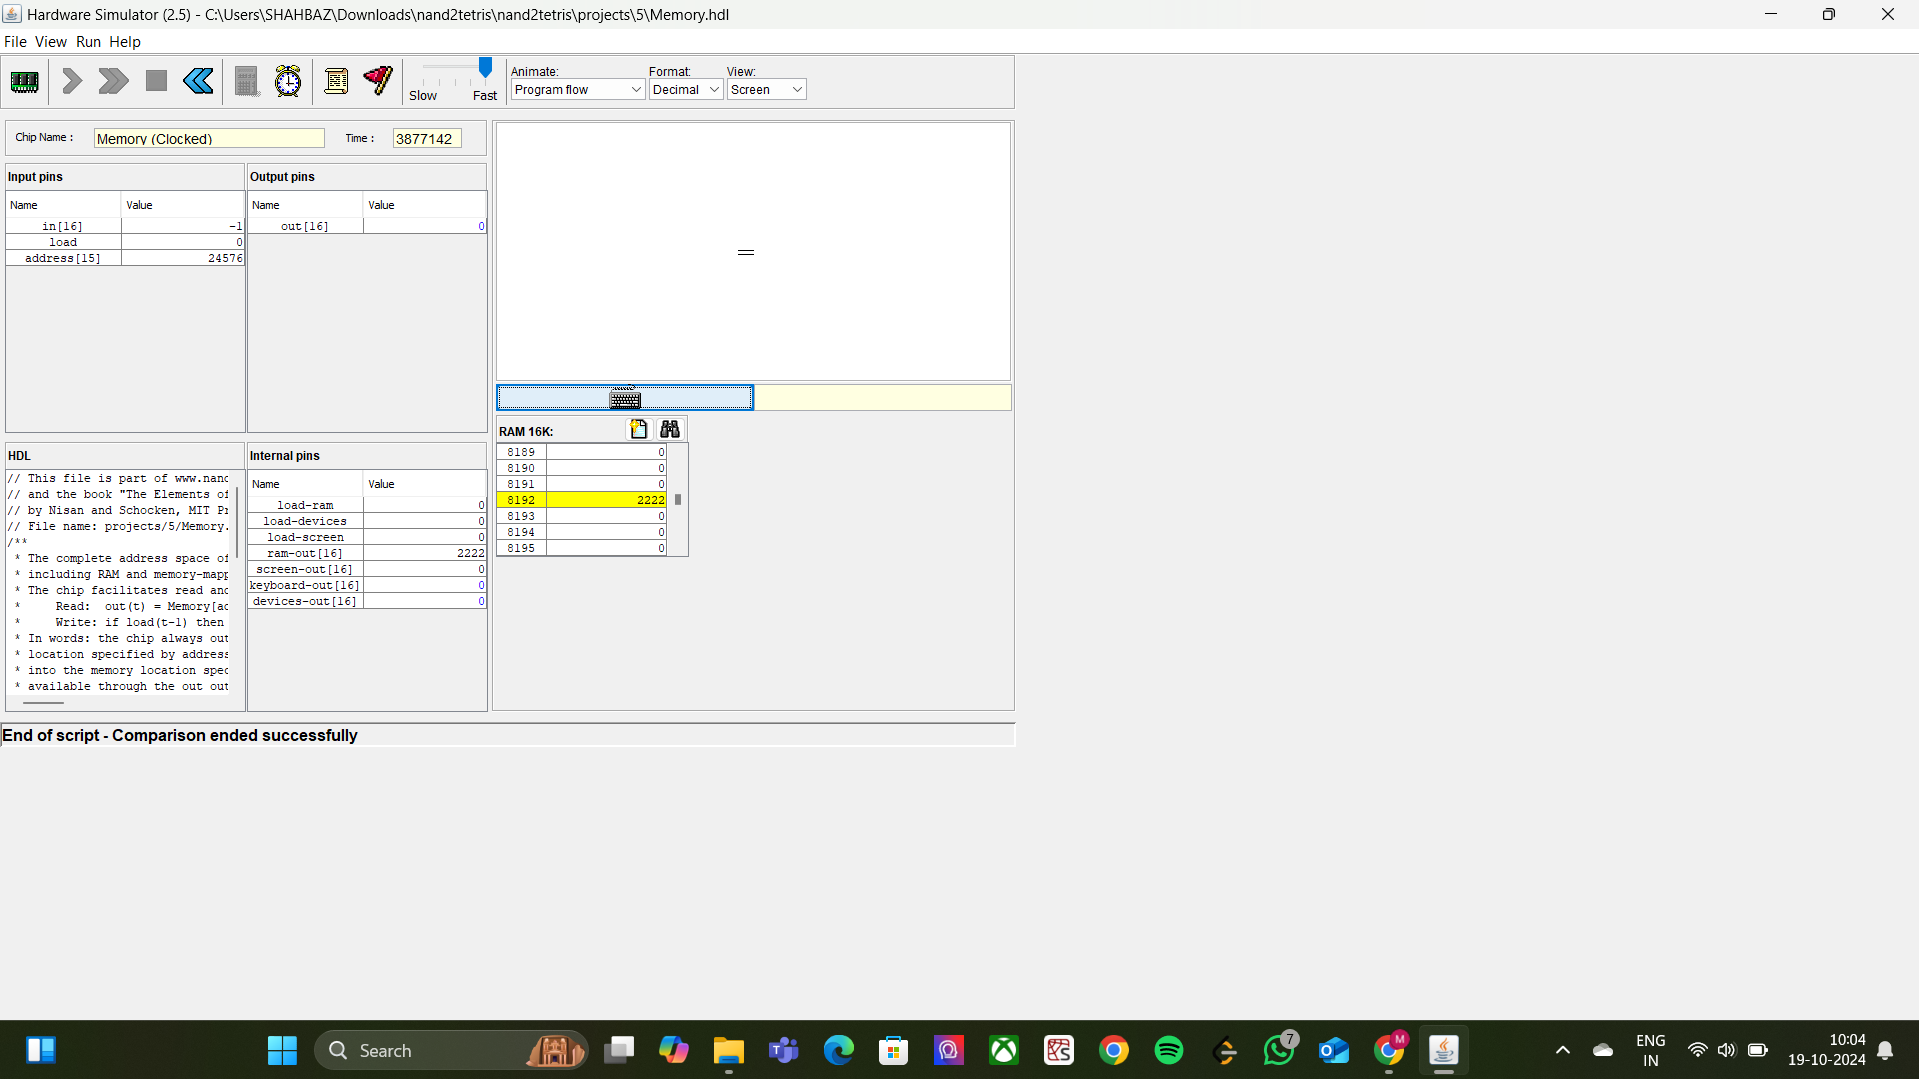 Hardware Simulator (2.5) - C:\Users\SHAHBAZ\Downloads\nand2tetris\nand2tetris\projects\5\Memory.hdl
File View Run Help
Slow Fast
Animate:
Program flow
Format:
Decimal
View:
Screen
Chip Name :
Memory (Clocked)
Time :
3877142
Input pins
Name Value
in[16] -1
load 0
address[15] 24576
Output pins
Name Value
out[16] 0
HDL
// This file is part of www.nand
// and the book "The Elements of
// by Nisan and Schocken, MIT Pr
// File name: projects/5/Memory.
/**
* The complete address space of
* including RAM and memory-mapp
* The chip facilitates read and
* Read: out(t) = Memory[ad
* Write: if load(t-1) then
* In words: the chip always out
* location specified by address
* into the memory location spec
* available through the out out
Internal pins
Name Value
load-ram 0
load-devices 0
load-screen 0
ram-out[16] 2222
screen-out[16] 0
keyboard-out[16] 0
devices-out[16] 0
RAM 16K:
8189 0
8190 0
8191 0
8192 2222
8193 0
8194 0
8195 0
End of script - Comparison ended successfully
Search
7
M
ENG
IN
10:04
19-10-2024